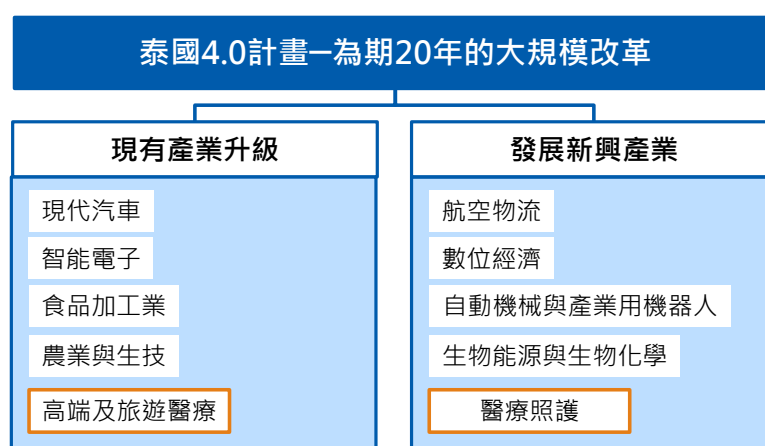 泰國4.0計畫—為期20年的大規模改革
現有產業升級
現代汽車
智能電子
食品加工業
農業與生技
高端及旅遊醫療
發展新興產業
航空物流
數位經濟
自動機械與產業用機器人
生物能源與生物化學
醫療照護